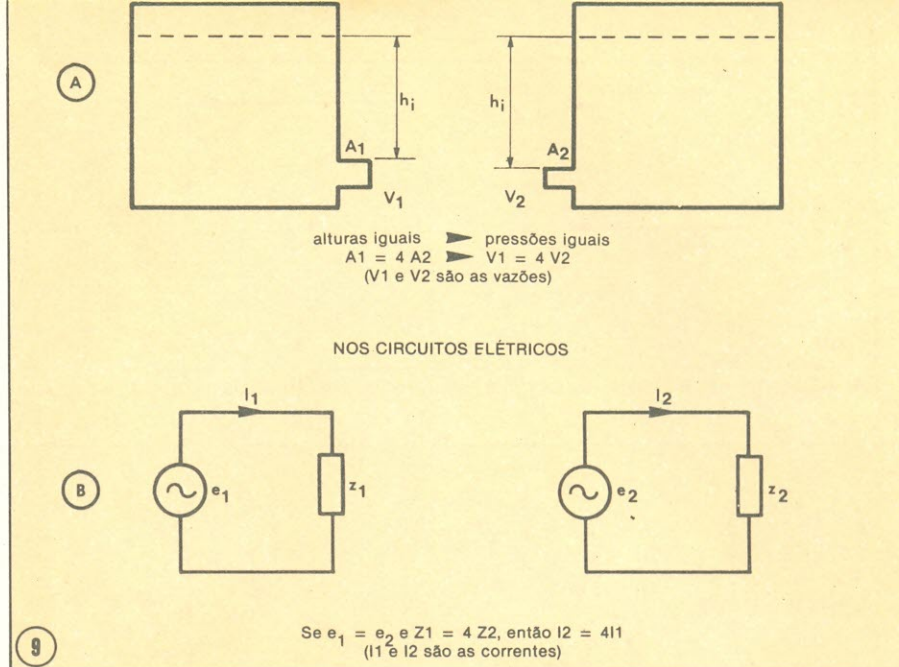 A
h_i
h_i
A1
A2
V1
V2
alturas iguais ➤ pressões iguais
A1 = 4 A2 ➤ V1 = 4 V2
(V1 e V2 são as vazões)
NOS CIRCUITOS ELÉTRICOS
I1
I2
B
e1
z1
e2
z2
Se e1 = e2 e Z1 = 4 Z2, então I2 = 4I1
(I1 e I2 são as correntes)
9